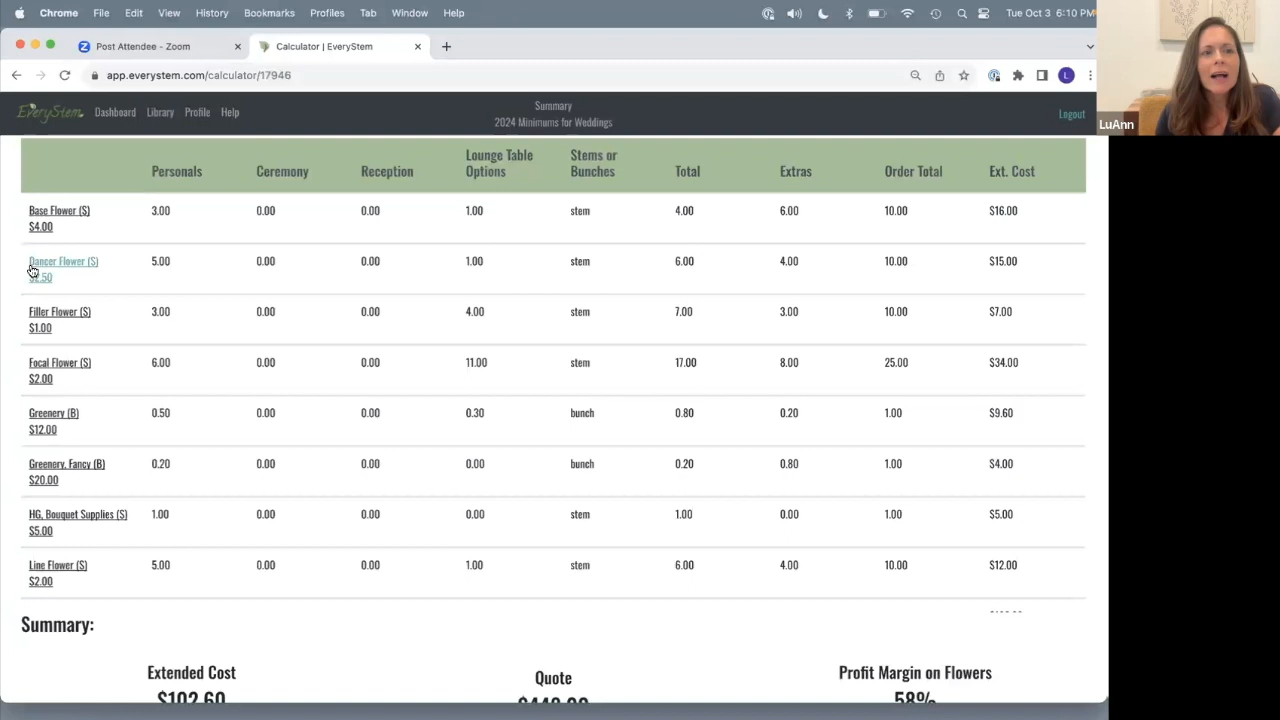 Chrome File Edit View History Bookmarks Profiles Tab Window Help Tue Oct 3 6:10 PM
Post Attendee - Zoom
Calculator | EveryStem
app.everystem.com/calculator/17946
L
EveryStem
Dashboard Library Profile Help
Summary
2024 Minimums for Weddings
Logout
LuAnn
Personals Ceremony Reception Lounge Table Options Stems or Bunches Total Extras Order Total Ext. Cost
Base Flower (S) 3.00 0.00 0.00 1.00 stem 4.00 6.00 10.00 $16.00
$4.00
Dancer Flower (S) 5.00 0.00 0.00 1.00 stem 6.00 4.00 10.00 $15.00
$2.50
Filler Flower (S) 3.00 0.00 0.00 4.00 stem 7.00 3.00 10.00 $7.00
$1.00
Focal Flower (S) 6.00 0.00 0.00 11.00 stem 17.00 8.00 25.00 $34.00
$2.00
Greenery (B) 0.50 0.00 0.00 0.30 bunch 0.80 0.20 1.00 $9.60
$12.00
Greenery, Fancy (B) 0.20 0.00 0.00 0.00 bunch 0.20 0.80 1.00 $4.00
$20.00
HG, Bouquet Supplies (S) 1.00 0.00 0.00 0.00 stem 1.00 0.00 1.00 $5.00
$5.00
Line Flower (S) 5.00 0.00 0.00 1.00 stem 6.00 4.00 10.00 $12.00
$2.00
Summary:
Extended Cost Quote Profit Margin on Flowers
$102.60 58%